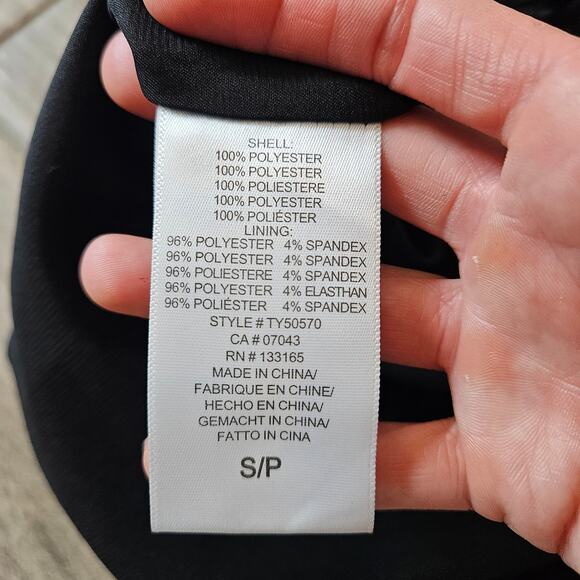 SHELL:
100% POLYESTER
100% POLYESTER
100% POLIESTERE
100% POLYESTER
100% POLIÉSTER
LINING:
96% POLYESTER 4% SPANDEX
96% POLYESTER 4% SPANDEX
96% POLIESTERE 4% SPANDEX
96% POLYESTER 4% ELASTHAN
96% POLIÉSTER 4% SPANDEX
STYLE # TY50570
CA # 07043
RN # 133165
MADE IN CHINA/
FABRIQUE EN CHINE/
HECHO EN CHINA/
GEMACHT IN CHINA/
FATTO IN CINA
S/P